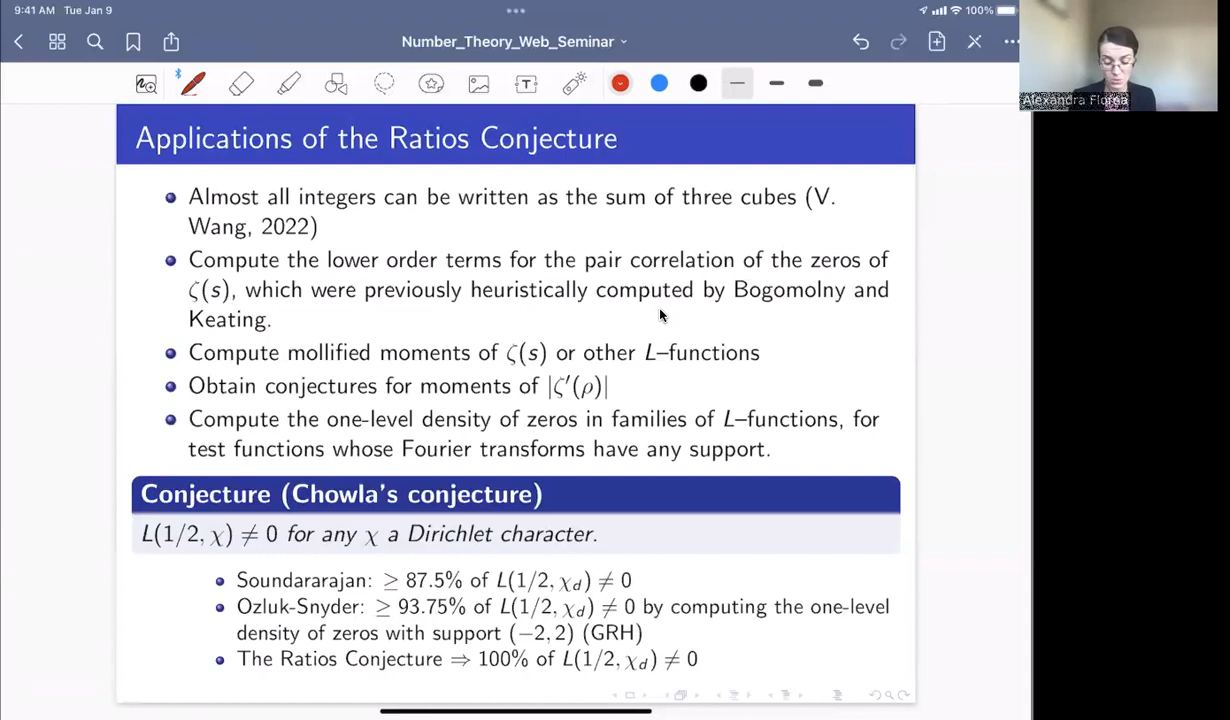 9:41 AM Tue Jan 9
100%
Number_Theory_Web_Seminar
Alexandra Florea
Applications of the Ratios Conjecture
Almost all integers can be written as the sum of three cubes (V.
Wang, 2022)
Compute the lower order terms for the pair correlation of the zeros of
ζ(s), which were previously heuristically computed by Bogomolny and
Keating.
Compute mollified moments of ζ(s) or other L–functions
Obtain conjectures for moments of |ζ′(ρ)|
Compute the one-level density of zeros in families of L–functions, for
test functions whose Fourier transforms have any support.
Conjecture (Chowla's conjecture)
L(1/2, χ) ≠ 0 for any χ a Dirichlet character.
Soundararajan: ≥ 87.5% of L(1/2, χ_d) ≠ 0
Ozluk-Snyder: ≥ 93.75% of L(1/2, χ_d) ≠ 0 by computing the one-level
density of zeros with support (−2, 2) (GRH)
The Ratios Conjecture ⇒ 100% of L(1/2, χ_d) ≠ 0